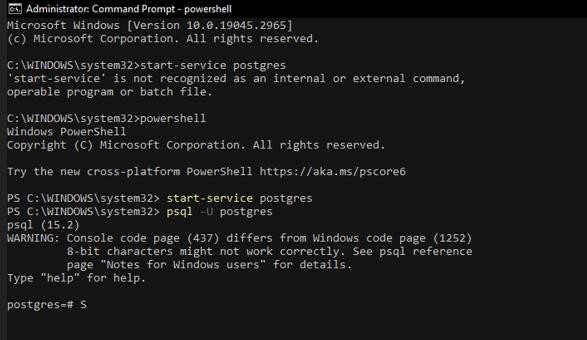 Administrator: Command Prompt - powershell
Microsoft Windows [Version 10.0.19045.2965]
(c) Microsoft Corporation. All rights reserved.
C:\WINDOWS\system32>start-service postgres
'start-service' is not recognized as an internal or external command,
operable program or batch file.
C:\WINDOWS\system32>powershell
Windows PowerShell
Copyright (C) Microsoft Corporation. All rights reserved.
Try the new cross-platform PowerShell https://aka.ms/pscore6
PS C:\WINDOWS\system32> start-service postgres
PS C:\WINDOWS\system32> psql -U postgres
psql (15.2)
WARNING: Console code page (437) differs from Windows code page (1252)
8-bit characters might not work correctly. See psql reference
page "Notes for Windows users" for details.
Type "help" for help.
postgres=# S